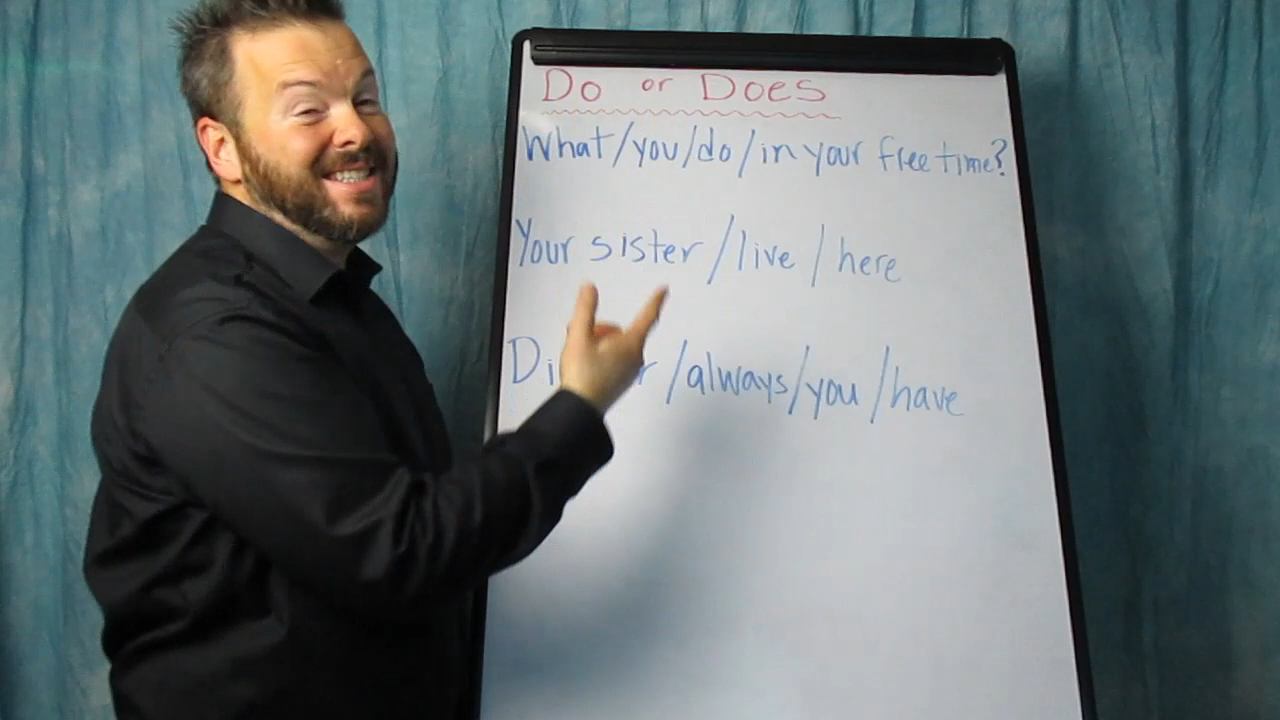 Do or Does
What/you/do/in your free time?
Your sister/live/here
/always/you/have